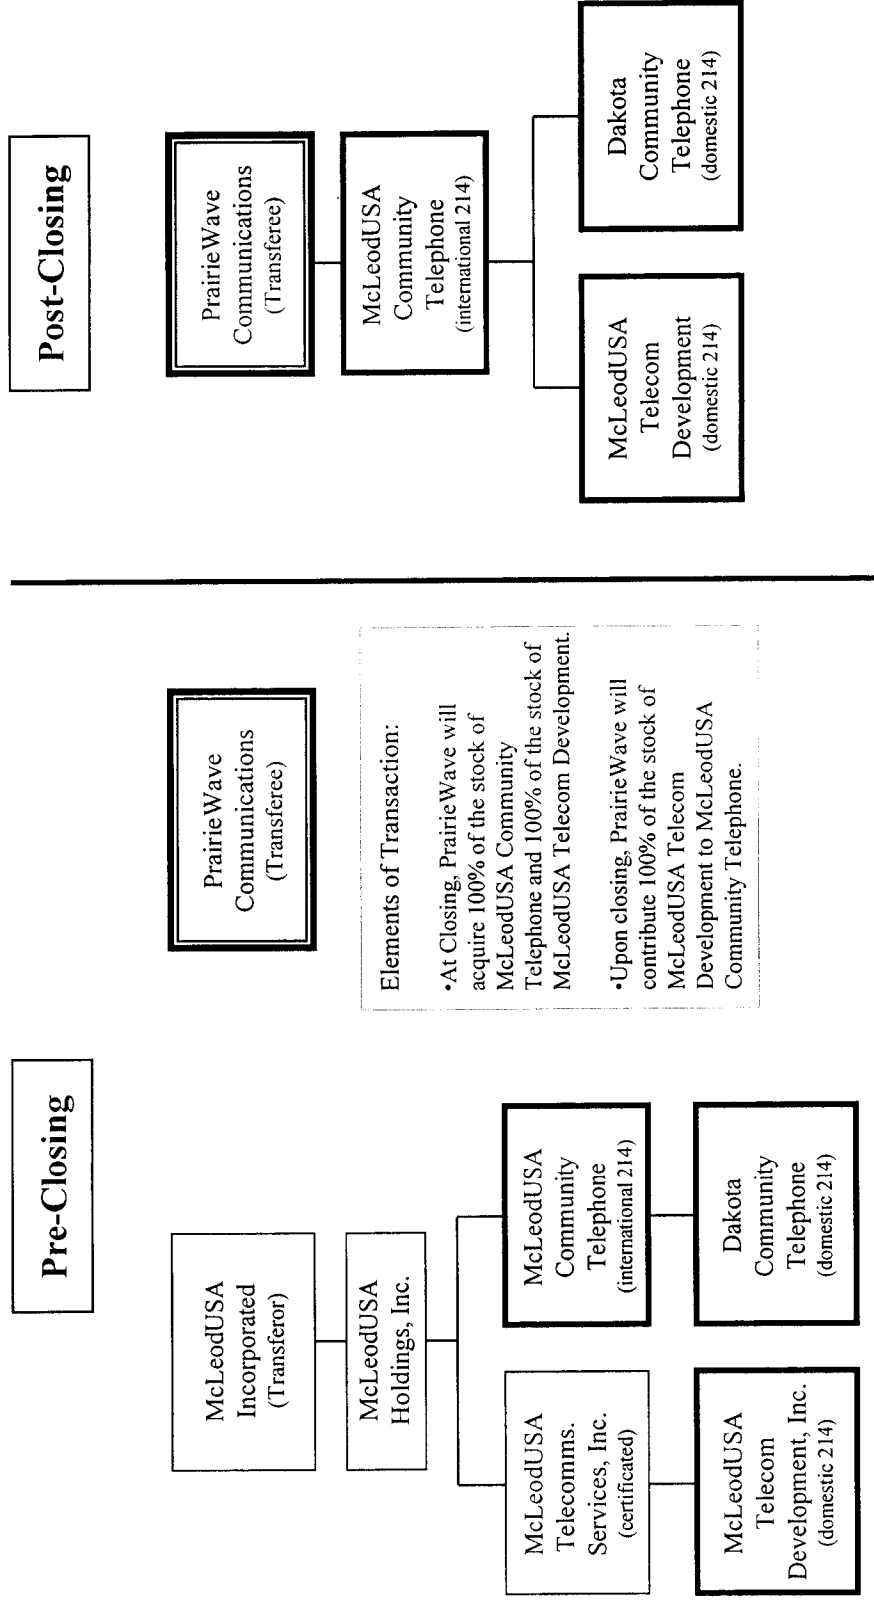 Pre-Closing
McLeodUSA
Incorporated
(Transferor)
McLeodUSA
Holdings, Inc.
McLeodUSA
Telecomms.
Services, Inc.
(certificated)
McLeodUSA
Telecom
Development, Inc.
(domestic 214)
McLeodUSA
Community
Telephone
(international 214)
Dakota
Community
Telephone
(domestic 214)
PrairieWave
Communications
(Transferee)
Elements of Transaction:
•At Closing, PrairieWave will
acquire 100% of the stock of
McLeodUSA Community
Telephone and 100% of the stock of
McLeodUSA Telecom Development.
•Upon closing, PrairieWave will
contribute 100% of the stock of
McLeodUSA Telecom
Development to McLeodUSA
Community Telephone.
Post-Closing
PrairieWave
Communications
(Transferee)
McLeodUSA
Community
Telephone
(international 214)
McLeodUSA
Telecom
Development
(domestic 214)
Dakota
Community
Telephone
(domestic 214)